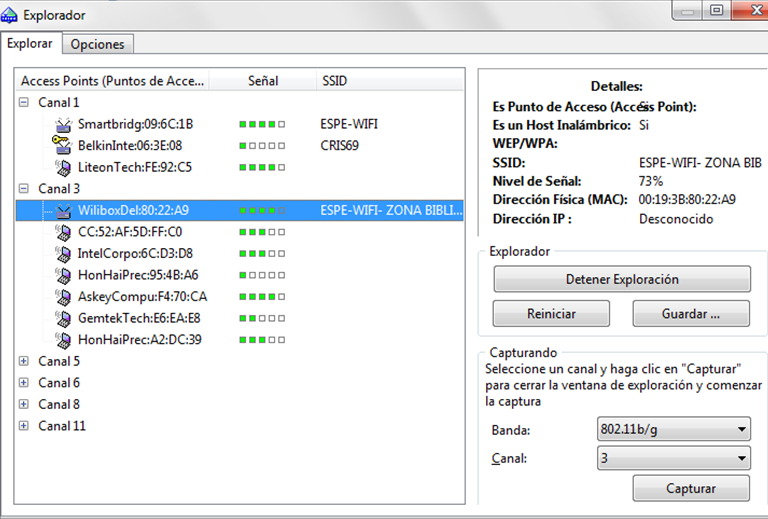 Explorador
Explorar
Opciones
Access Points (Puntos de Acce...
Señal
SSID
Canal 1
Smartbridg:09:6C:1B
ESPE-WIFI
BelkinInte:06:3E:08
CRIS69
LiteonTech:FE:92:C5
Canal 3
WiliboxDel:80:22:A9
ESPE-WIFI- ZONA BIBLI...
CC:52:AF:5D:FF:C0
IntelCorpo:6C:D3:D8
HonHaiPrec:95:4B:A6
AskeyCompu:F4:70:CA
GemtekTech:E6:EA:E8
HonHaiPrec:A2:DC:39
Canal 5
Canal 6
Canal 8
Canal 11
Detalles:
Es Punto de Acceso (Access Point): Si
Es un Host Inalámbrico: Si
WEP/WPA:
SSID: ESPE-WIFI- ZONA BIB
Nivel de Señal: 73%
Dirección Física (MAC): 00:19:3B:80:22:A9
Dirección IP : Desconocido
Explorador
Detener Exploración
Reiniciar
Guardar ...
Capturando
Seleccione un canal y haga clic en "Capturar"
para cerrar la ventana de exploración y comenzar
la captura
Banda: 802.11b/g
Canal: 3
Capturar